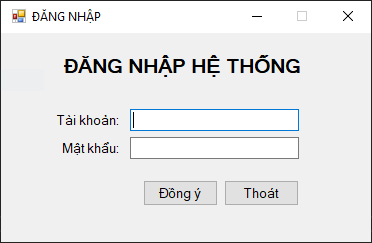 ĐĂNG NHẬP
ĐĂNG NHẬP HỆ THỐNG
Tài khoản:
Mật khẩu:
Đồng ý Thoát